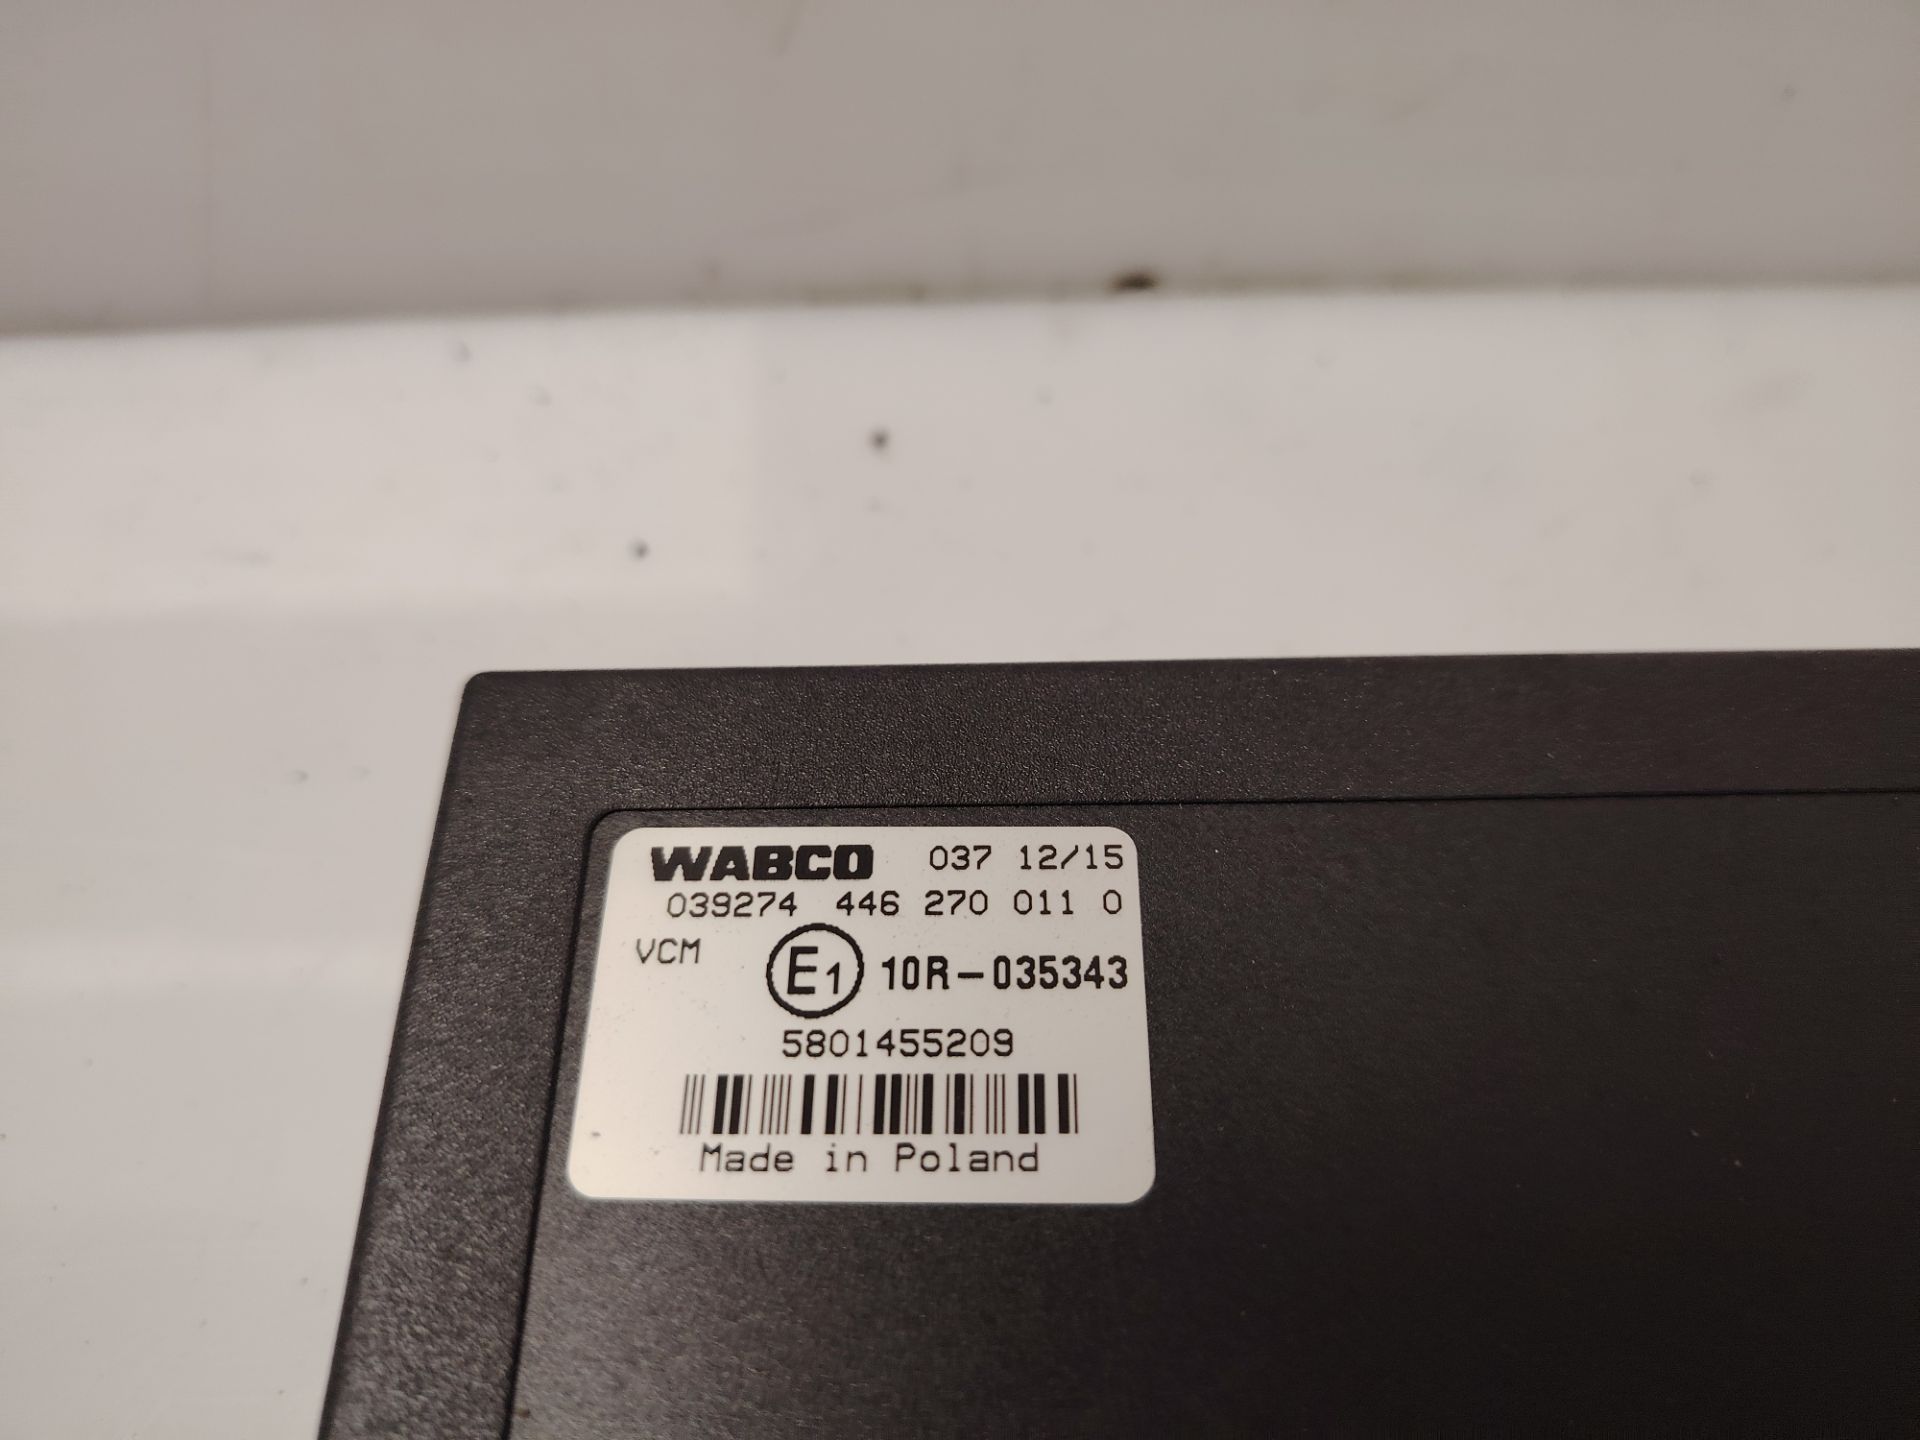 WABCO 037 12/15
039274 446 270 011 0
VCM E1 10R-035343
5801455209
Made in Poland